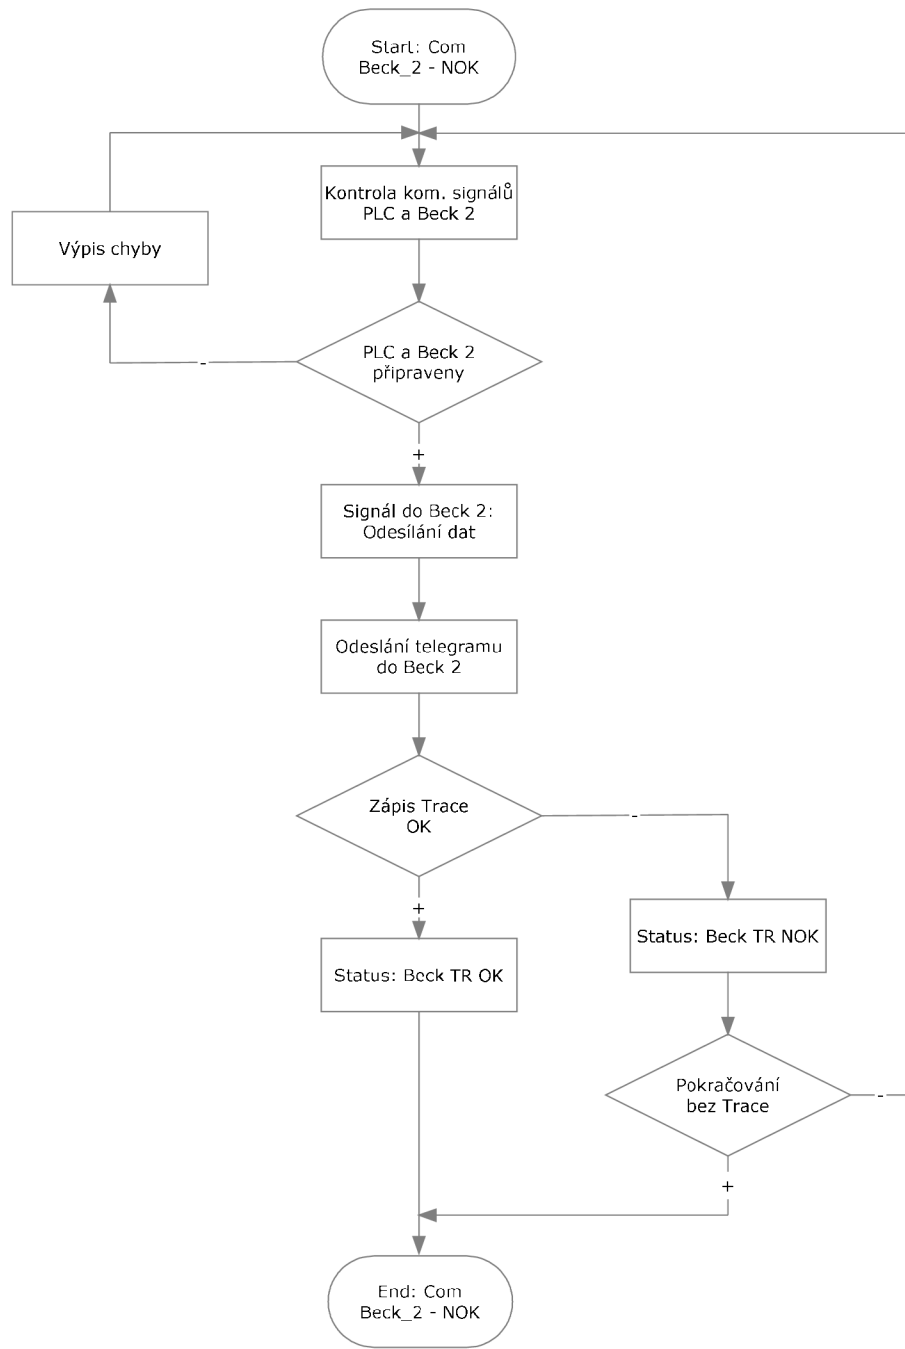 Start: Com
Beck_2 - NOK
Kontrola kom. signálů
PLC a Beck 2
Výpis chyby
PLC a Beck 2
připraveny
-
+
Signál do Beck 2:
Odesílání dat
Odeslání telegramu
do Beck 2
Zápis Trace
OK
-
+
Status: Beck TR NOK
Status: Beck TR OK
Pokračování
bez Trace
-
+
End: Com
Beck_2 - NOK